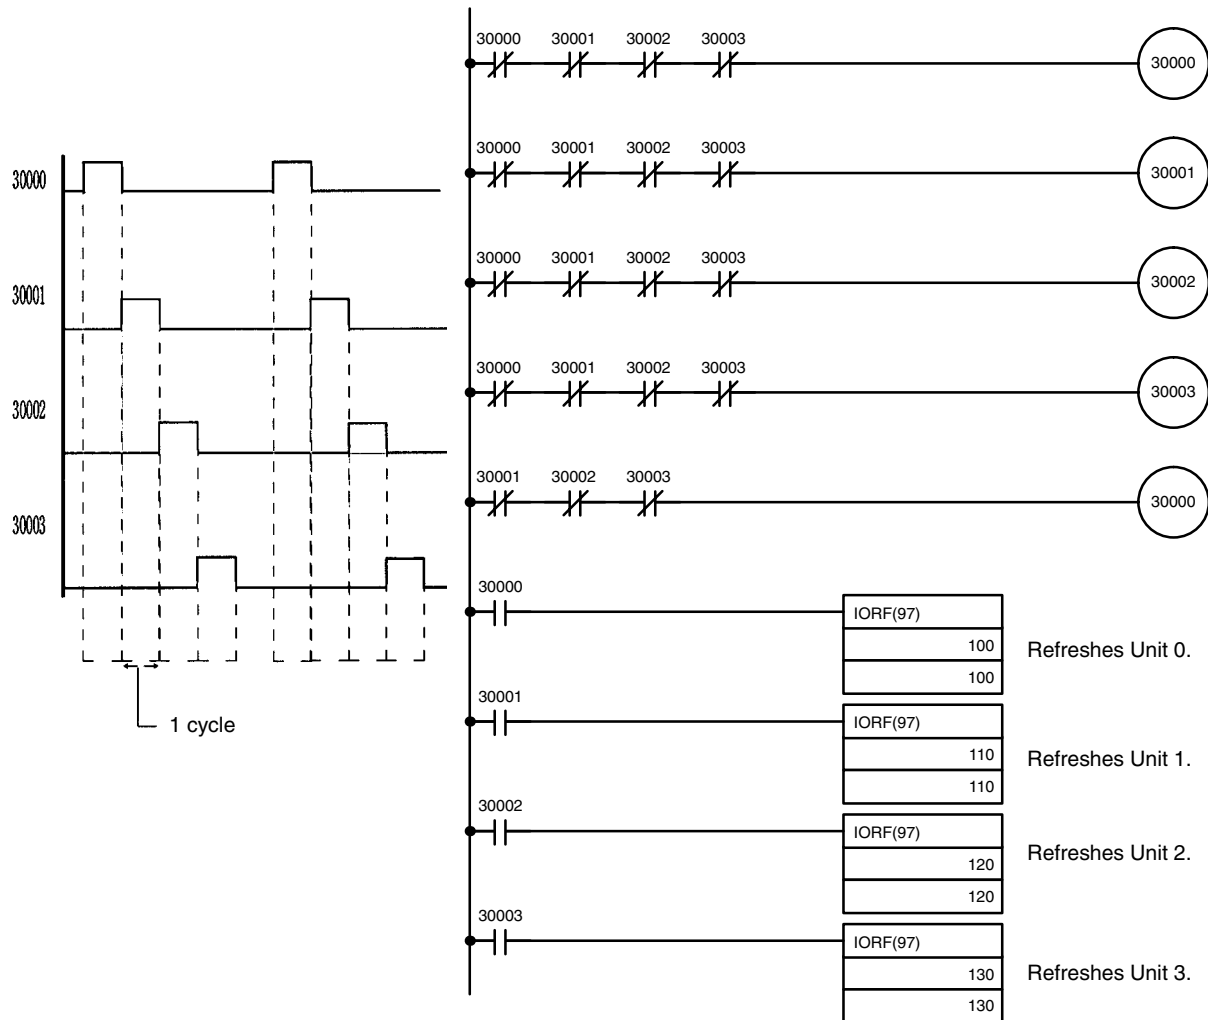 30000 30001 30002 30003
30000
30000 30001 30002 30003
30001
30000 30001 30002 30003
30002
30000 30001 30002 30003
30003
30001 30002 30003
30000
30000
30001
30002
30003
1 cycle
30000
IORF(97)
100
100
Refreshes Unit 0.
30001
IORF(97)
110
110
Refreshes Unit 1.
30002
IORF(97)
120
120
Refreshes Unit 2.
30003
IORF(97)
130
130
Refreshes Unit 3.